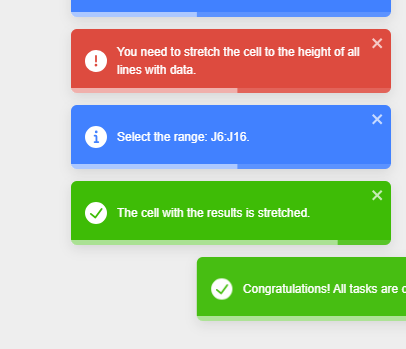 You need to stretch the cell to the height of all
lines with data.
Select the range: J6:J16.
The cell with the results is stretched.
Congratulations! All tasks are